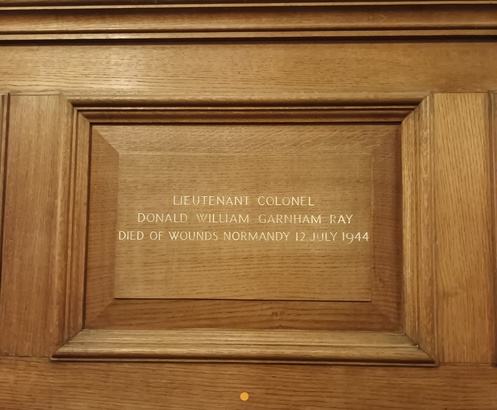 LIEUTENANT COLONEL
DONALD WILLIAM GARNHAM RAY
DIED OF WOUNDS NORMANDY 12 JULY 1944